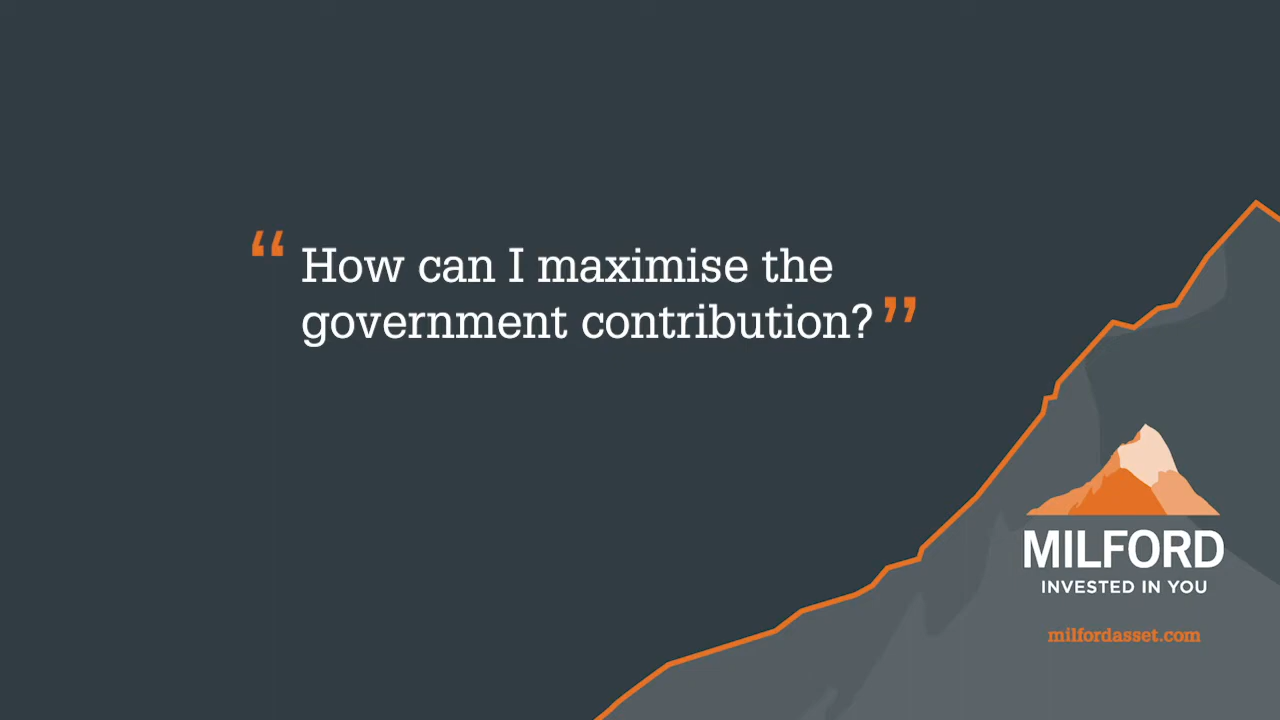 “ How can I maximise the
government contribution? ”
MILFORD
INVESTED IN YOU
milfordasset.com